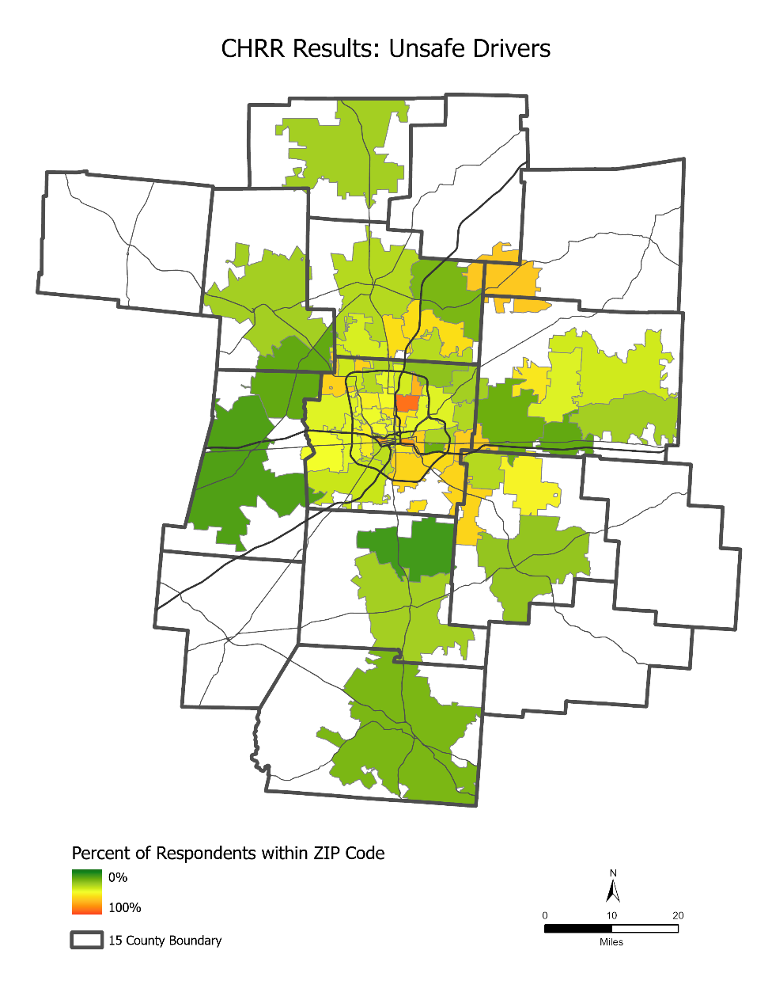 CHRR Results: Unsafe Drivers
Percent of Respondents within ZIP Code
0%
100%
15 County Boundary
N
0 10 20
Miles